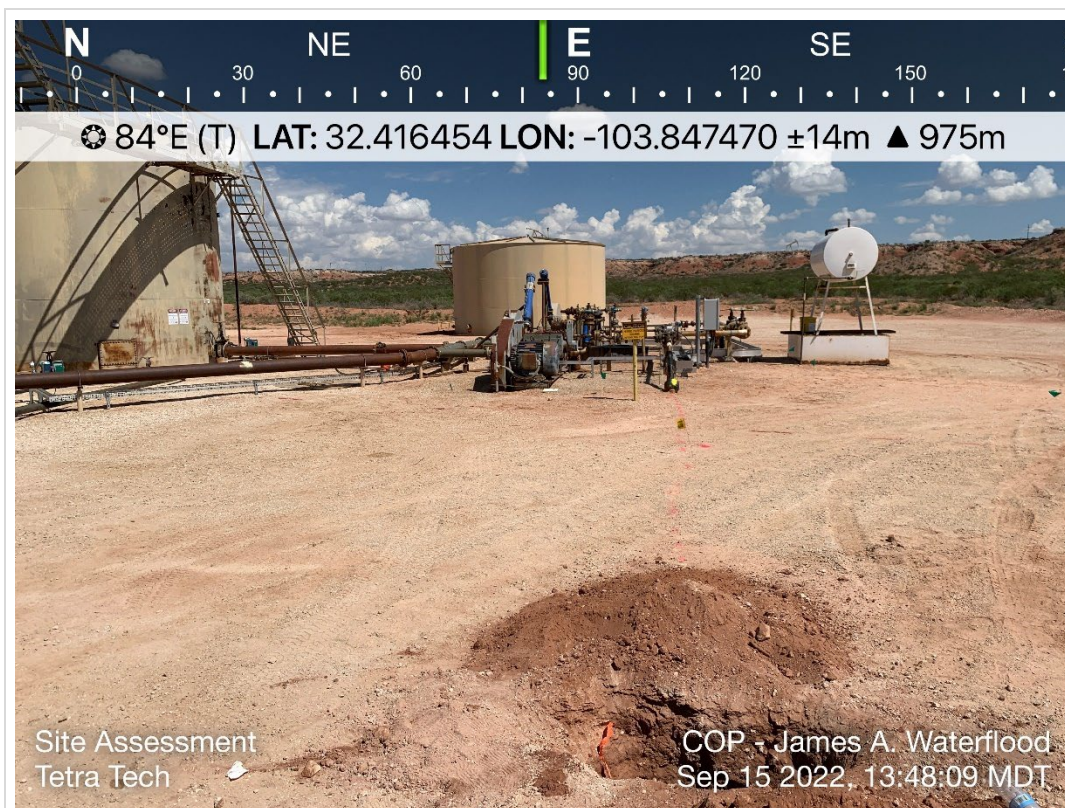 N NE E SE
0 30 60 90 120 150
84°E (T) LAT: 32.416454 LON: -103.847470 ±14m ▲ 975m
Site Assessment
Tetra Tech
COP - James A. Waterflood
Sep 15 2022, 13:48:09 MDT